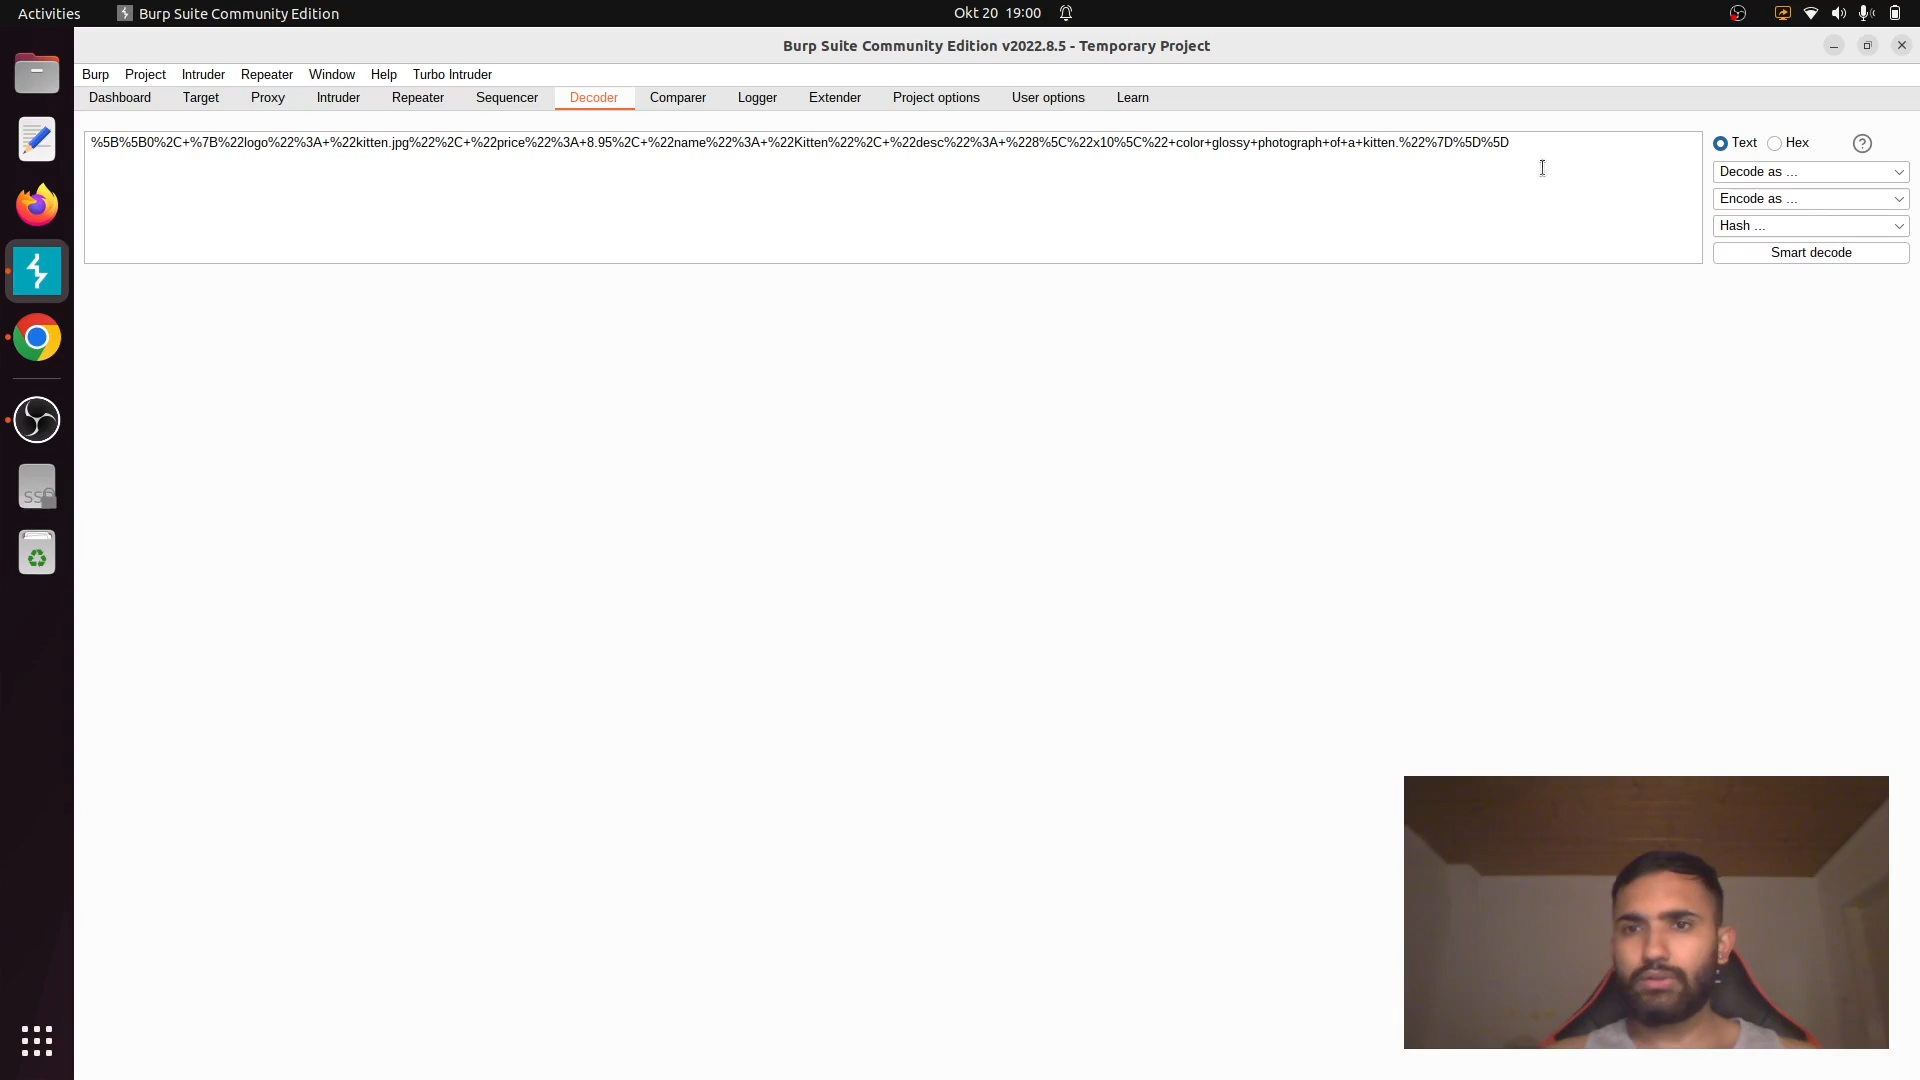 Activities
Burp Suite Community Edition
Okt 20 19:00
Burp Suite Community Edition v2022.8.5 - Temporary Project
Burp Project Intruder Repeater Window Help Turbo Intruder
Dashboard Target Proxy Intruder Repeater Sequencer Decoder Comparer Logger Extender Project options User options Learn
%5B%5B0%2C+%7B%22logo%22%3A+%22kitten.jpg%22%2C+%22price%22%3A+8.95%2C+%22name%22%3A+%22Kitten%22%2C+%22desc%22%3A+%228%5C%22x10%5C%22+color+glossy+photograph+of+a+kitten.%22%7D%5D%5D
Text Hex ?
Decode as ...
Encode as ...
Hash ...
Smart decode
SS